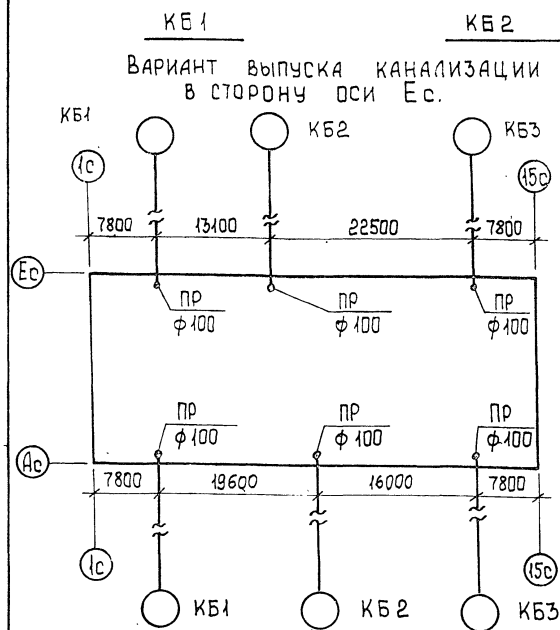 КБ1 КБ2
ВАРИАНТ ВЫПУСКА КАНАЛИЗАЦИИ
В СТОРОНУ ОСИ Ес.
КБ1 КБ2 КБ3
1с 15с
7800 13100 22500 7800
Ес
ПР ПР ПР
ф100 ф100 ф100
ПР ПР ПР
ф100 ф100 ф100
Ас
7800 19600 16000 7800
1с 15с
КБ1 КБ2 КБ3